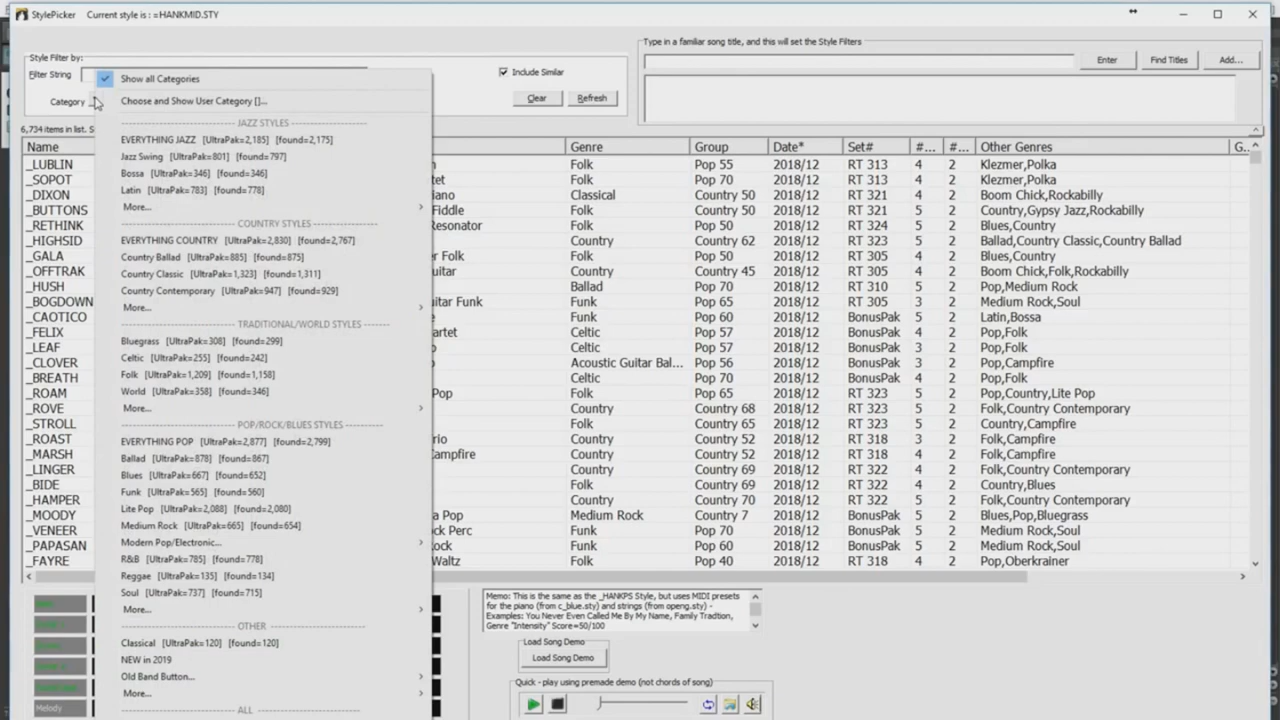 StylePicker Current style is : =HANKMID.STY
Style Filter by:
Filter String
Category
Include Similar
Clear
Refresh
Type in a familiar song title, and this will set the Style Filters
Enter
Find Titles
Add...
Show all Categories
Choose and Show User Category []...
JAZZ STYLES
EVERYTHING JAZZ [UltraPak=2,185] [found=2,175]
Jazz Swing [UltraPak=801] [found=797]
Bossa [UltraPak=346] [found=346]
Latin [UltraPak=783] [found=778]
More...
COUNTRY STYLES
EVERYTHING COUNTRY [UltraPak=2,830] [found=2,767]
Country Ballad [UltraPak=885] [found=875]
Country Classic [UltraPak=1,323] [found=1,311]
Country Contemporary [UltraPak=947] [found=929]
More...
TRADITIONAL/WORLD STYLES
Bluegrass [UltraPak=308] [found=299]
Celtic [UltraPak=255] [found=242]
Folk [UltraPak=1,209] [found=1,158]
World [UltraPak=358] [found=346]
More...
POP/ROCK/BLUES STYLES
EVERYTHING POP [UltraPak=2,877] [found=2,799]
Ballad [UltraPak=878] [found=867]
Blues [UltraPak=667] [found=652]
Funk [UltraPak=565] [found=560]
Lite Pop [UltraPak=2,088] [found=2,080]
Medium Rock [UltraPak=665] [found=654]
Modern Pop/Electronic...
R&B [UltraPak=785] [found=778]
Reggae [UltraPak=135] [found=134]
Soul [UltraPak=737] [found=715]
More...
OTHER
Classical [UltraPak=120] [found=120]
NEW in 2019
Old Band Button...
More...
ALL
6,734 items in list. S
Name Genre Group Date* Set# #... #... Other Genres G...
_LUBLIN Folk Pop 55 2018/12 RT 313 4 2 Klezmer,Polka
_SOPOT tet Folk Pop 70 2018/12 RT 313 4 2 Klezmer,Polka
_DIXON iano Classical Country 50 2018/12 RT 321 4 2 Boom Chick,Rockabilly
_BUTTONS Fiddle Folk Country 50 2018/12 RT 321 5 2 Country,Gypsy Jazz,Rockabilly
_RETHINK Resonator Folk Pop 50 2018/12 RT 324 5 2 Blues,Country
_HIGHSID Country Country 62 2018/12 RT 323 5 2 Ballad,Country Classic,Country Ballad
_GALA er Folk Folk Pop 50 2018/12 RT 305 5 2 Blues,Country
_OFFTRAK uitar Country Country 45 2018/12 RT 305 4 2 Boom Chick,Folk,Rockabilly
_HUSH Ballad Pop 70 2018/12 RT 310 5 2 Pop,Medium Rock
_BOGDOWN uitar Funk Funk Pop 65 2018/12 RT 305 3 2 Medium Rock,Soul
_CAOTICO Funk Pop 60 2018/12 BonusPak 5 2 Latin,Bossa
_FELIX artet Celtic Pop 57 2018/12 BonusPak 4 2 Pop,Folk
_LEAF Celtic Pop 57 2018/12 BonusPak 3 2 Pop,Folk
_CLOVER Acoustic Guitar Bal... Pop 56 2018/12 BonusPak 3 2 Pop,Campfire
_BREATH Celtic Pop 70 2018/12 BonusPak 4 2 Pop,Folk
_ROAM Pop Folk Pop 65 2018/12 RT 323 5 2 Pop,Country,Lite Pop
_ROVE Country Country 68 2018/12 RT 323 5 2 Folk,Country Contemporary
_STROLL Folk Country 65 2018/12 RT 323 5 2 Country,Campfire
_ROAST rio Country Country 52 2018/12 RT 318 3 2 Folk,Campfire
_MARSH ampfire Country Country 52 2018/12 RT 318 4 2 Folk,Campfire
_LINGER Country Country 69 2018/12 RT 322 4 2 Folk,Country Contemporary
_BIDE Folk Country 69 2018/12 RT 322 4 2 Country,Blues
_HAMPER Country Country 70 2018/12 RT 322 5 2 Folk,Country Contemporary
_MOODY a Pop Medium Rock Country 7 2018/12 BonusPak 5 2 Blues,Pop,Bluegrass
_VENEER ck Perc Funk Pop 70 2018/12 BonusPak 5 2 Medium Rock,Soul
_PAPASAN ock Funk Pop 60 2018/12 BonusPak 4 2 Medium Rock,Soul
_FAYRE Waltz Folk Pop 40 2018/12 RT 318 4 2 Pop,Oberkrainer
Melody
Memo: This is the same as the _HANKPS Style, but uses MIDI presets
for the piano (from c_blue.sty) and strings (from openg.sty) -
Examples: You Never Even Called Me By My Name, Family Tradtion,
Genre "Intensity" Score=50/100
Load Song Demo
Load Song Demo
Quick - play using premade demo (not chords of song)